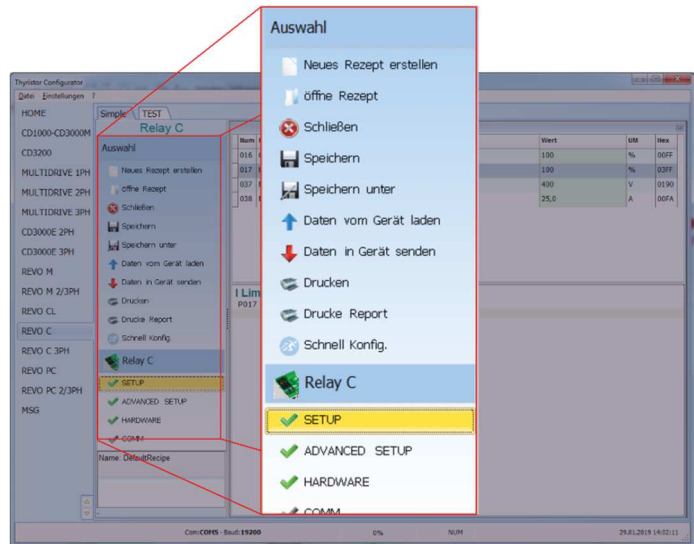 Thyristor Configurator
Datei Einstellungen ?
HOME
CD1000-CD3000M
CD3200
MULTIDRIVE 1PH
MULTIDRIVE 2PH
MULTIDRIVE 3PH
CD3000E 2PH
CD3000E 3PH
REVO M
REVO M 2/3PH
REVO CL
REVO C
REVO C 3PH
REVO PC
REVO PC 2/3PH
MSG
Simple TEST
Relay C
Auswahl
Neues Rezept erstellen
öffne Rezept
Schließen
Speichern
Speichern unter
Daten vom Gerät laden
Daten in Gerät senden
Drucken
Drucke Report
Schnell Konfig.
Relay C
SETUP
ADVANCED SETUP
HARDWARE
COMM
Name: DefaultRecipe
Auswahl
Neues Rezept erstellen
öffne Rezept
Schließen
Speichern
Speichern unter
Daten vom Gerät laden
Daten in Gerät senden
Drucken
Drucke Report
Schnell Konfig.
Relay C
SETUP
ADVANCED SETUP
HARDWARE
COMM
Num Wert UM Hex
016 100 % 00FF
017 100 % 03FF
037 400 V 0190
038 25,0 A 00FA
I Lim
P017
Com:COM5 - Baud:19200 0% NUM 29.01.2019 14:02:11